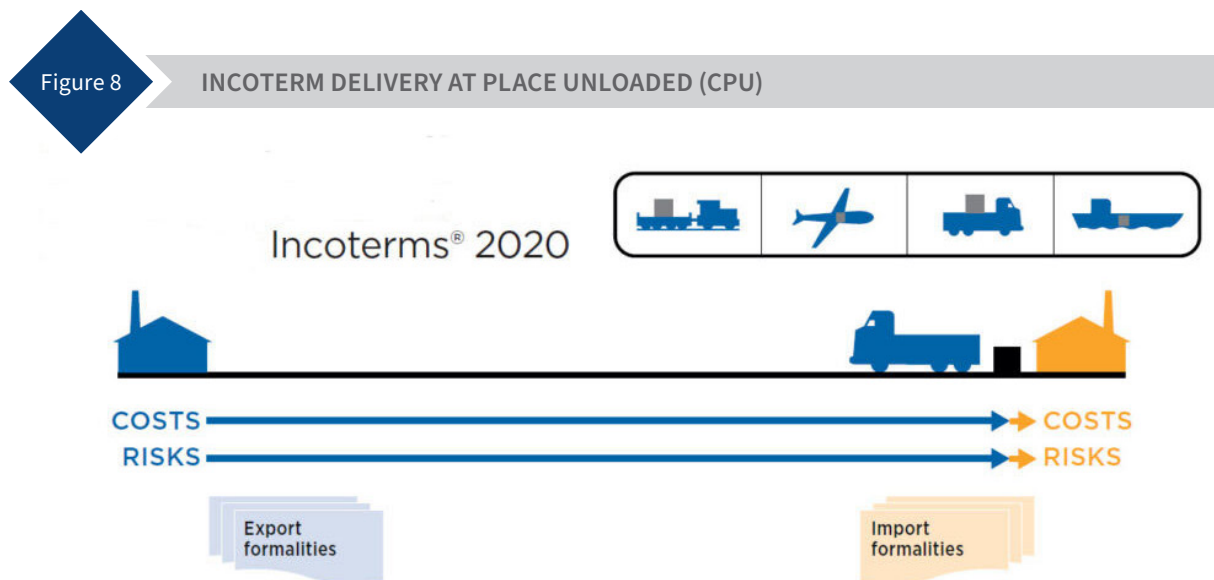 Figure 8
INCOTERM DELIVERY AT PLACE UNLOADED (CPU)
Incoterms® 2020
COSTS
COSTS
RISKS
RISKS
Export
formalities
Import
formalities